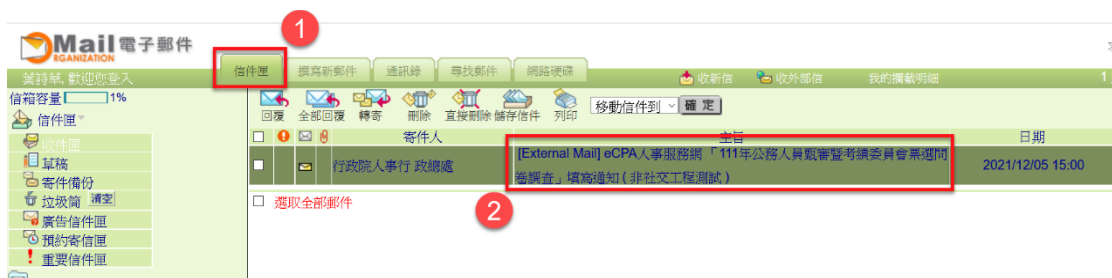 1
Mail 電子郵件
RGANIZATION
信件匣 撰寫新郵件 通訊錄 尋找郵件 網路硬碟
收新信 收外部信 我的攔截明細 1
葉詩華, 歡迎您登入
信箱容量 1%
信件匣
收件匣
草稿
寄件備份
垃圾筒 清空
廣告信件匣
預約寄信匣
重要信件匣
回覆 全部回覆 轉寄 刪除 直接刪除 儲存信件 列印 移動信件到 確定
寄件人 主旨 日期
行政院人事行 政總處
[External Mail] eCPA人事服務網「111年公務人員甄審暨考績委員會票選問
卷調查」填寫通知(非社交工程測試)
2021/12/05 15:00
選取全部郵件
2